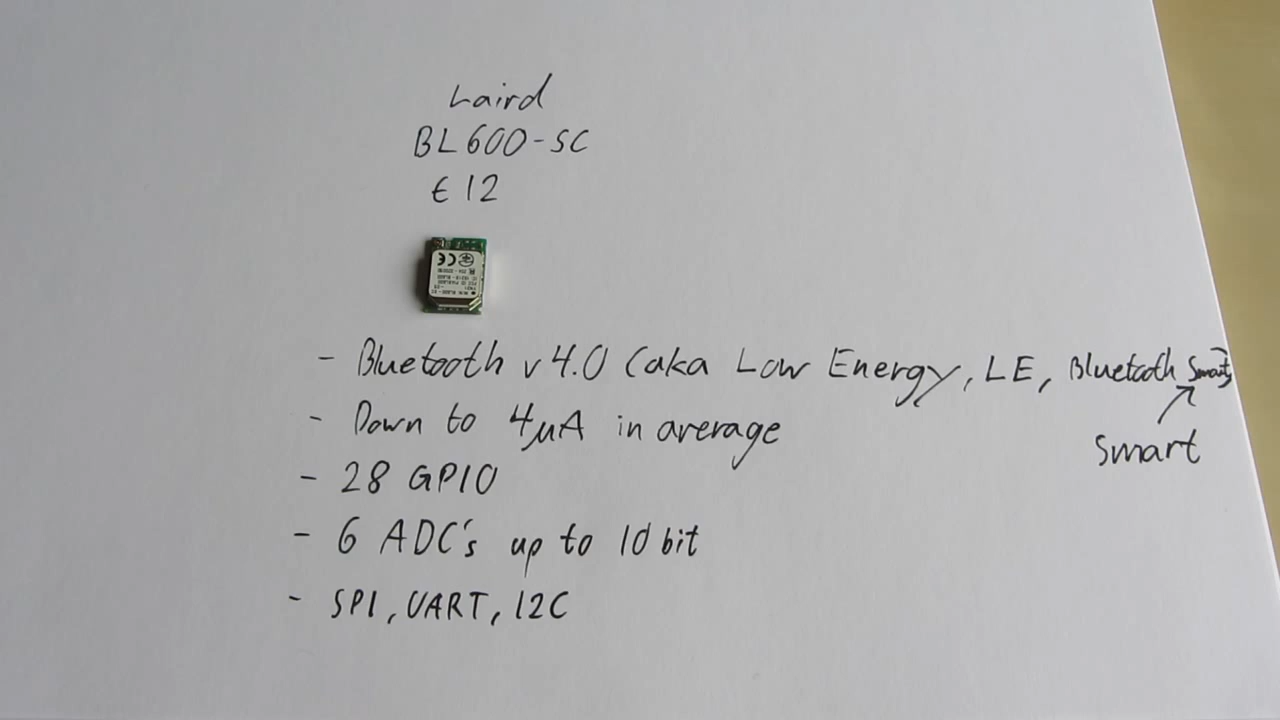 Laird
BL600-SC
€ 12
CE
- Bluetooth v4.0 (aka Low Energy, LE, Bluetooth Smart)
Smart
- Down to 4µA in average
- 28 GPIO
- 6 ADC's up to 10 bit
- SPI, UART, I2C